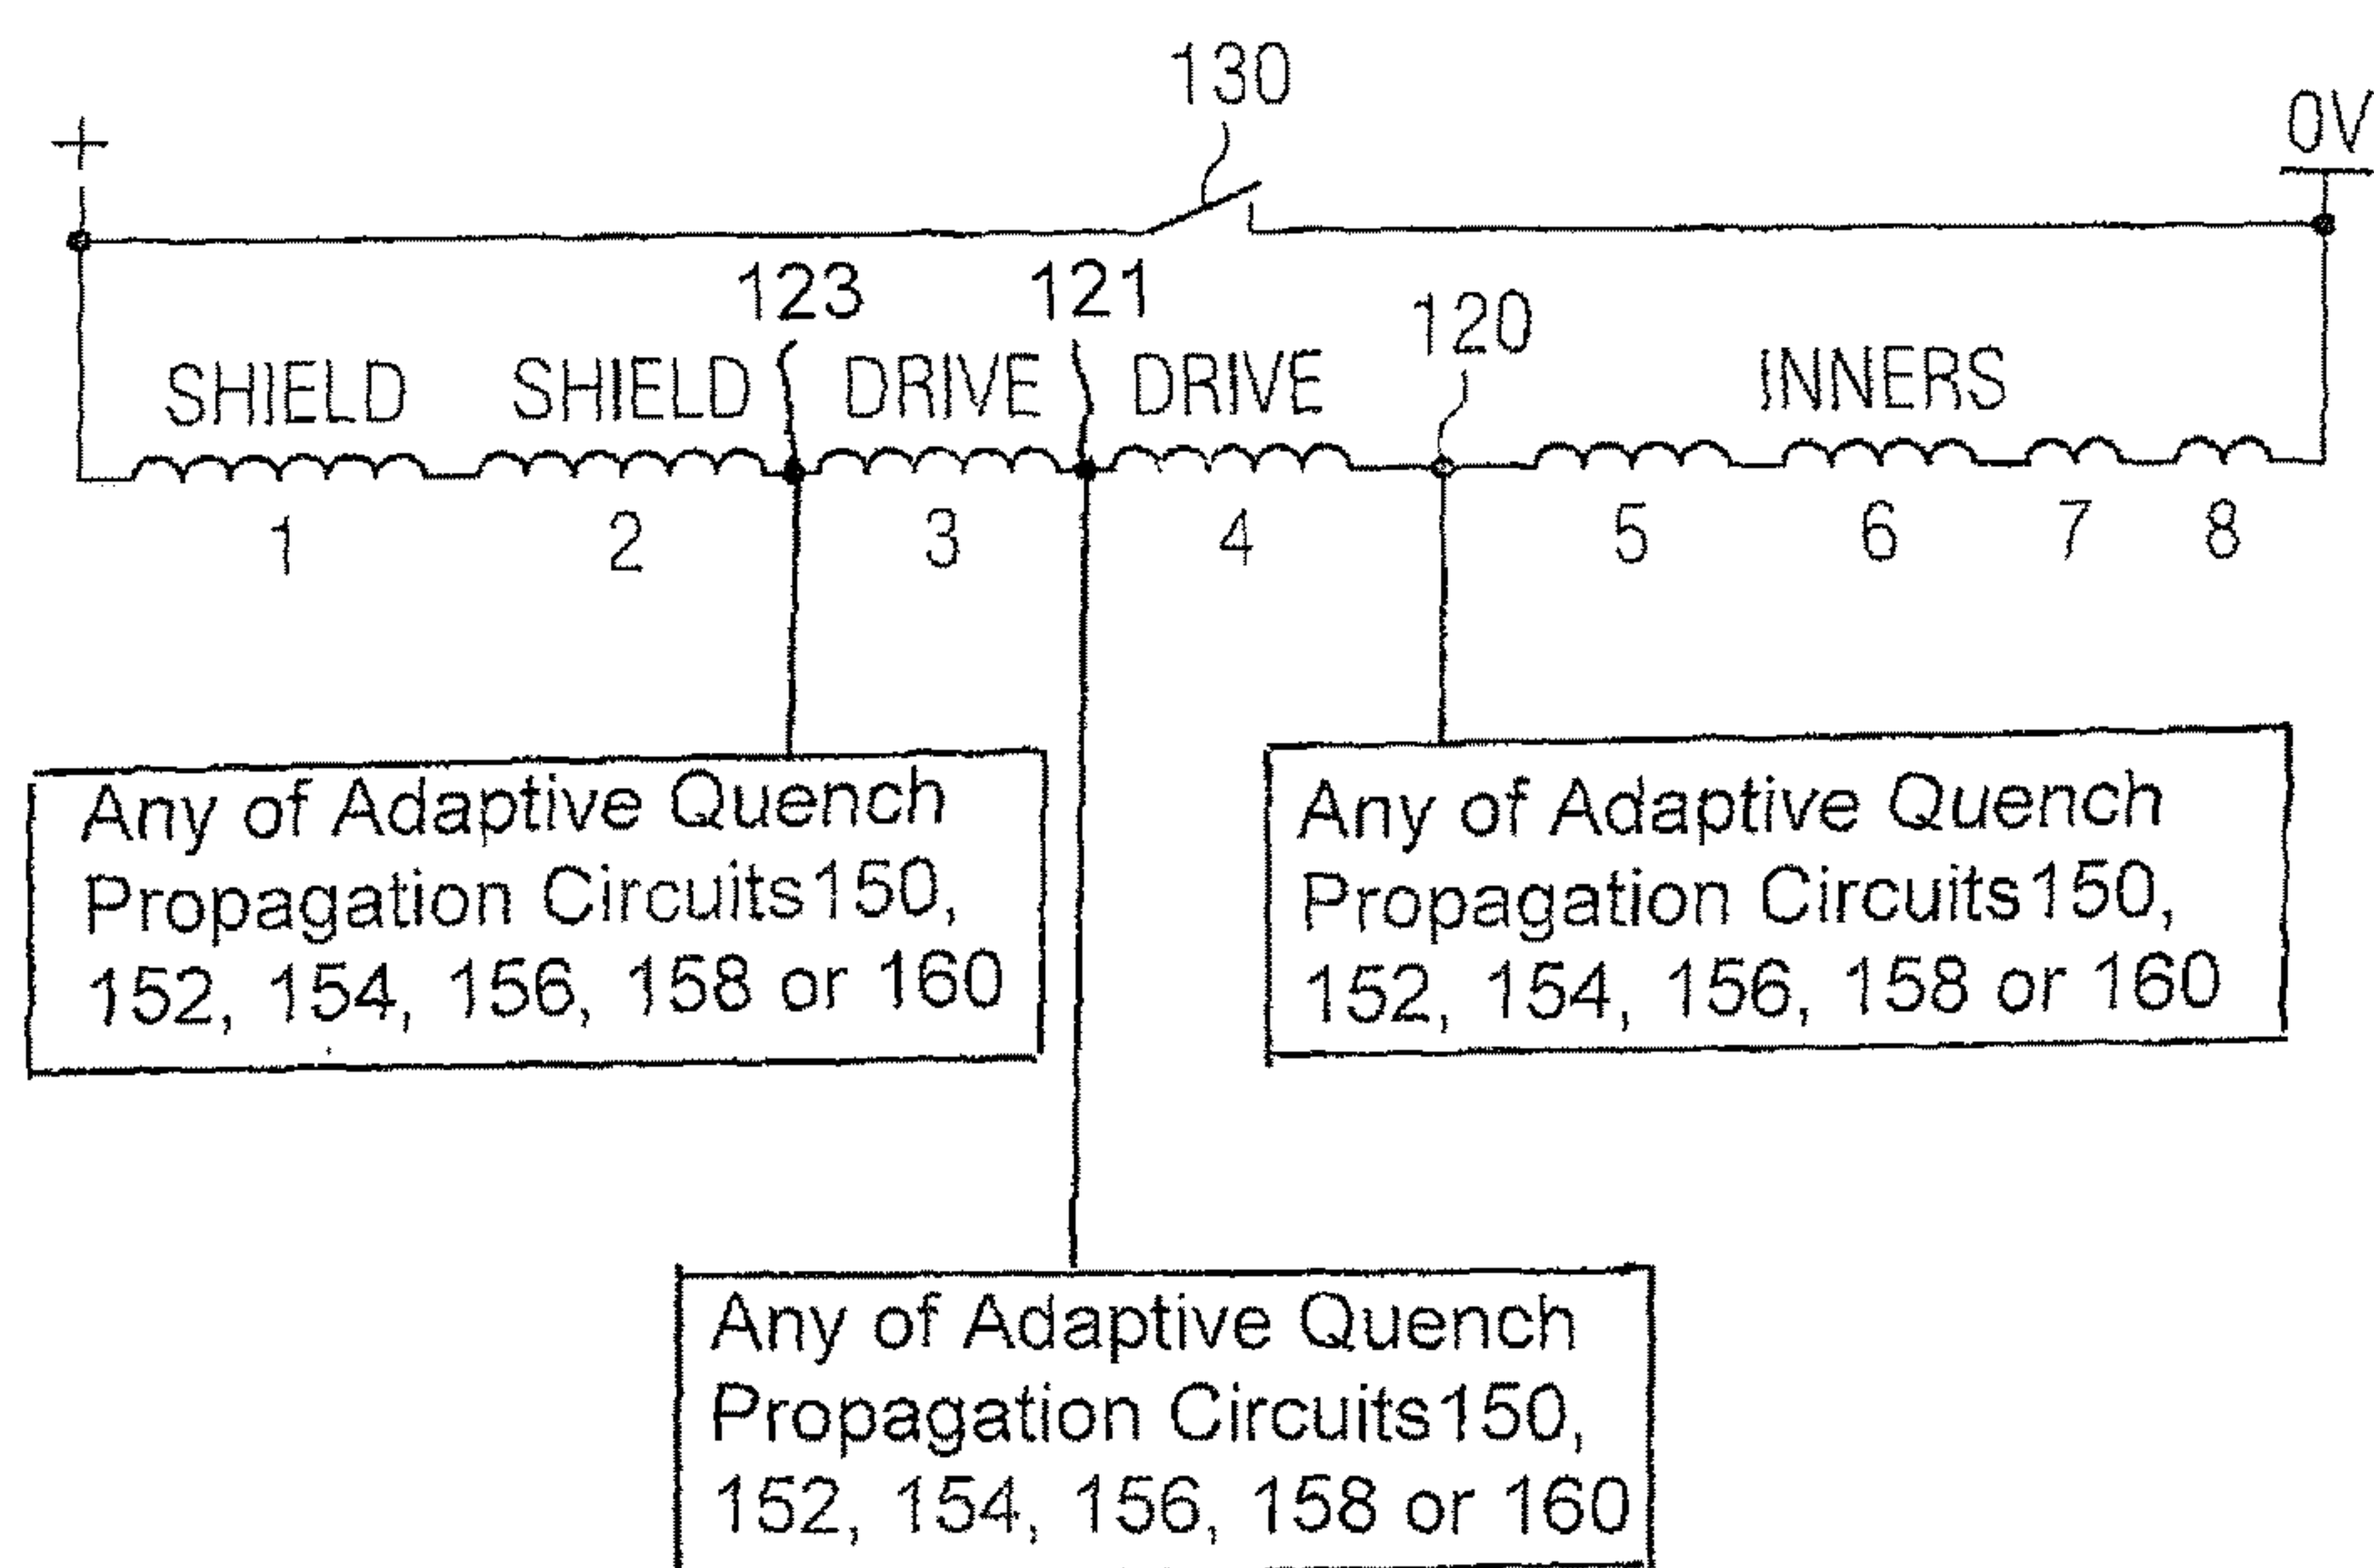 130
+
0V
123 121 120
SHIELD SHIELD DRIVE DRIVE INNERS
1 2 3 4 5 6 7 8
Any of Adaptive Quench
Propagation Circuits150,
152, 154, 156, 158 or 160
Any of Adaptive Quench
Propagation Circuits150,
152, 154, 156, 158 or 160
Any of Adaptive Quench
Propagation Circuits150,
152, 154, 156, 158 or 160